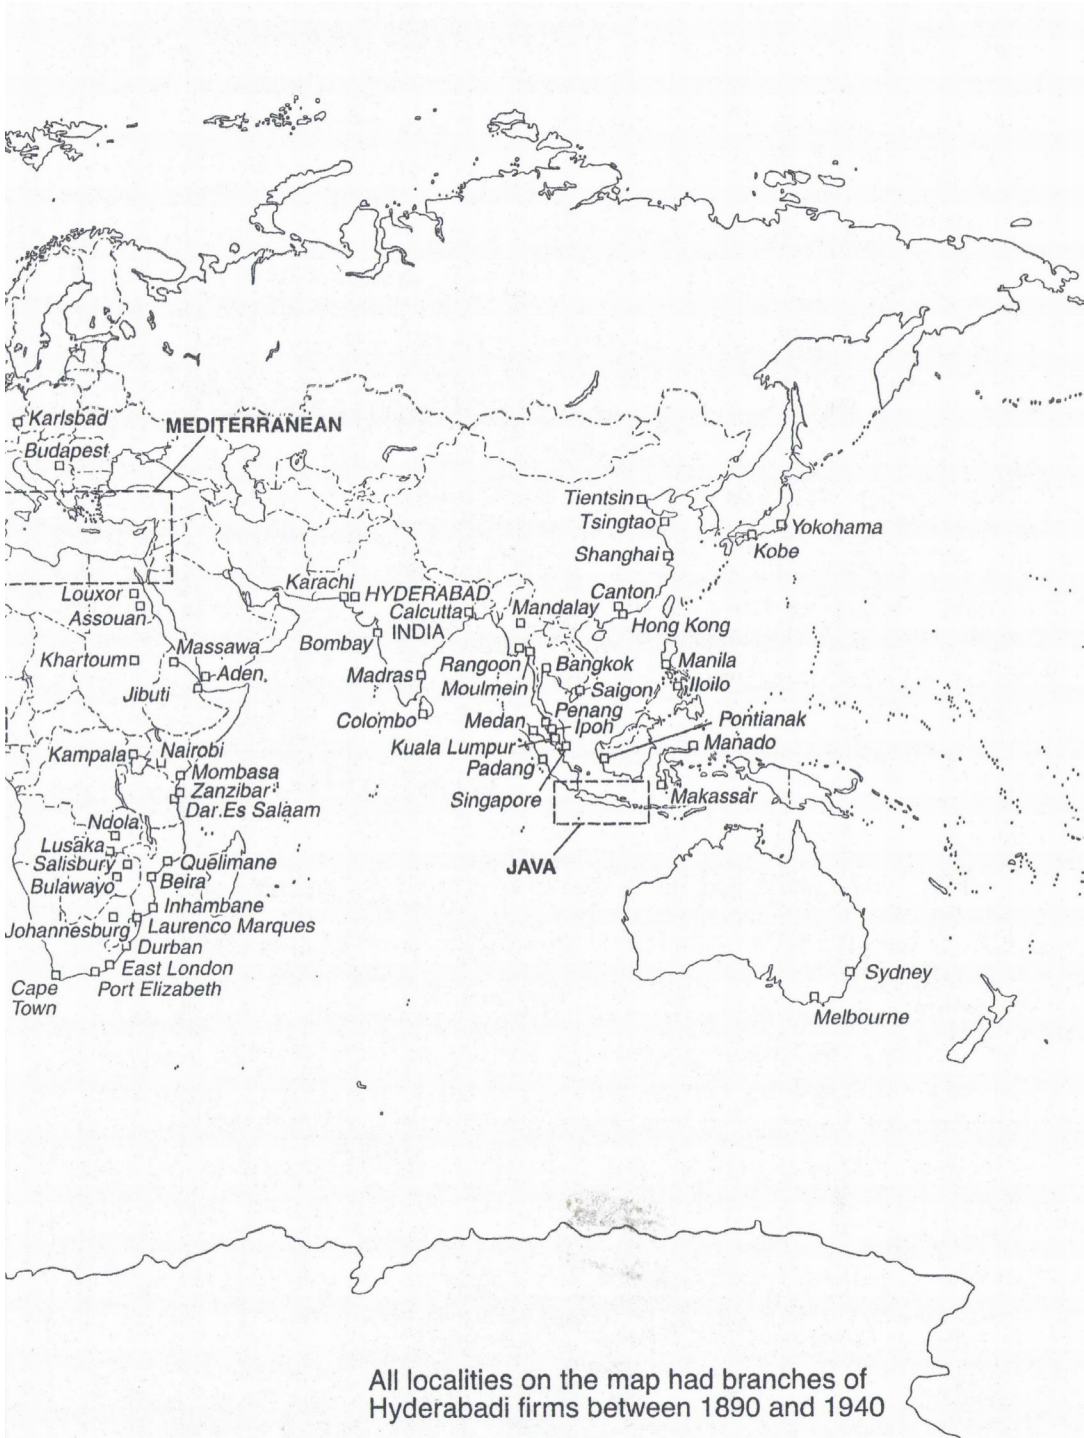 Karlsbad
MEDITERRANEAN
Budapest
Tientsin
Tsingtao
Yokohama
Kobe
Shanghai
Karachi
HYDERABAD
Louxor
Assouan
Calcutta
INDIA
Mandalay
Canton
Hong Kong
Bombay
Massawa
Khartoum
Aden
Jibuti
Madras
Rangoon
Moulmein
Bangkok
Manila
Iloilo
Saigon
Colombo
Penang
Medan
Ipoh
Pontianak
Kuala Lumpur
Manado
Kampala
Nairobi
Padang
Mombasa
Zanzibar
Dar.Es Salaam
Singapore
Makassar
Ndola
Lusaka
Salisbury
Quelimane
JAVA
Bulawayo
Beira
Inhambane
Johannesburg
Laurenco Marques
Durban
East London
Sydney
Cape
Town
Port Elizabeth
Melbourne
All localities on the map had branches of
Hyderabadi firms between 1890 and 1940